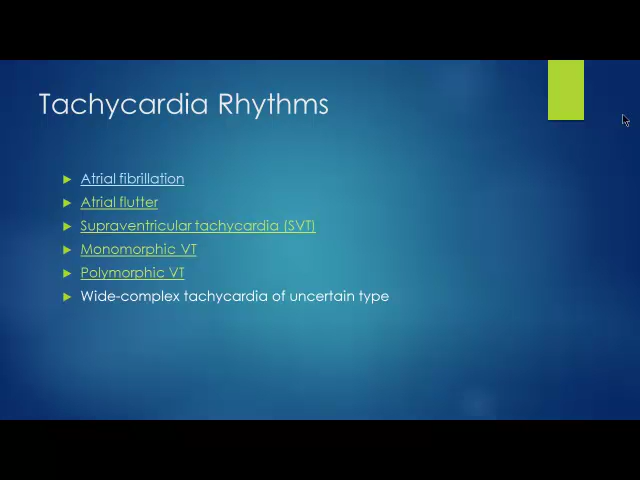 Tachycardia Rhythms
Atrial fibrillation
Atrial flutter
Supraventricular tachycardia (SVT)
Monomorphic VT
Polymorphic VT
Wide-complex tachycardia of uncertain type